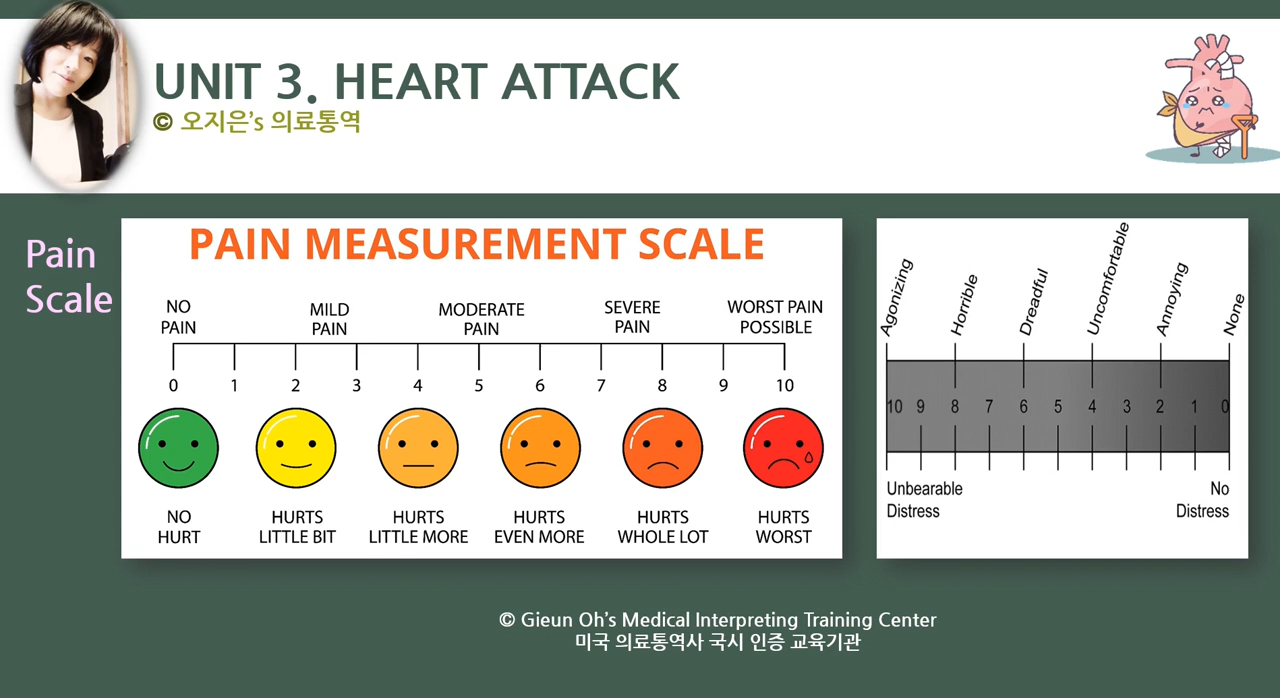 UNIT 3. HEART ATTACK
© 오지은's 의료통역
Pain
Scale
PAIN MEASUREMENT SCALE
NO
PAIN
MILD
PAIN
MODERATE
PAIN
SEVERE
PAIN
WORST PAIN
POSSIBLE
0 1 2 3 4 5 6 7 8 9 10
NO
HURT
HURTS
LITTLE BIT
HURTS
LITTLE MORE
HURTS
EVEN MORE
HURTS
WHOLE LOT
HURTS
WORST
Agonizing
Horrible
Dreadful
Uncomfortable
Annoying
None
10 9 8 7 6 5 4 3 2 1 0
Unbearable
Distress
No
Distress
© Gieun Oh's Medical Interpreting Training Center
미국 의료통역사 국시 인증 교육기관